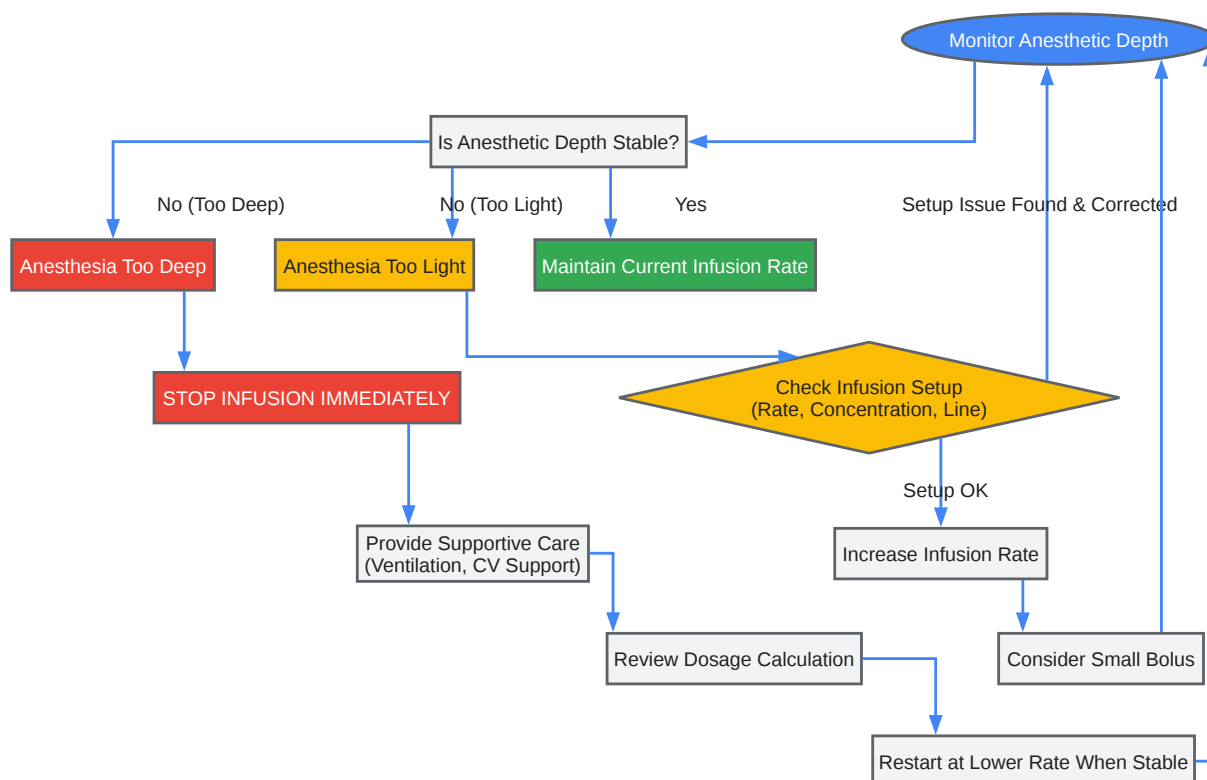 Monitor Anesthetic Depth
Is Anesthetic Depth Stable?
No (Too Deep)
No (Too Light)
Yes
Setup Issue Found & Corrected
Anesthesia Too Deep
Anesthesia Too Light
Maintain Current Infusion Rate
STOP INFUSION IMMEDIATELY
Check Infusion Setup
(Rate, Concentration, Line)
Setup OK
Provide Supportive Care
(Ventilation, CV Support)
Increase Infusion Rate
Review Dosage Calculation
Consider Small Bolus
Restart at Lower Rate When Stable